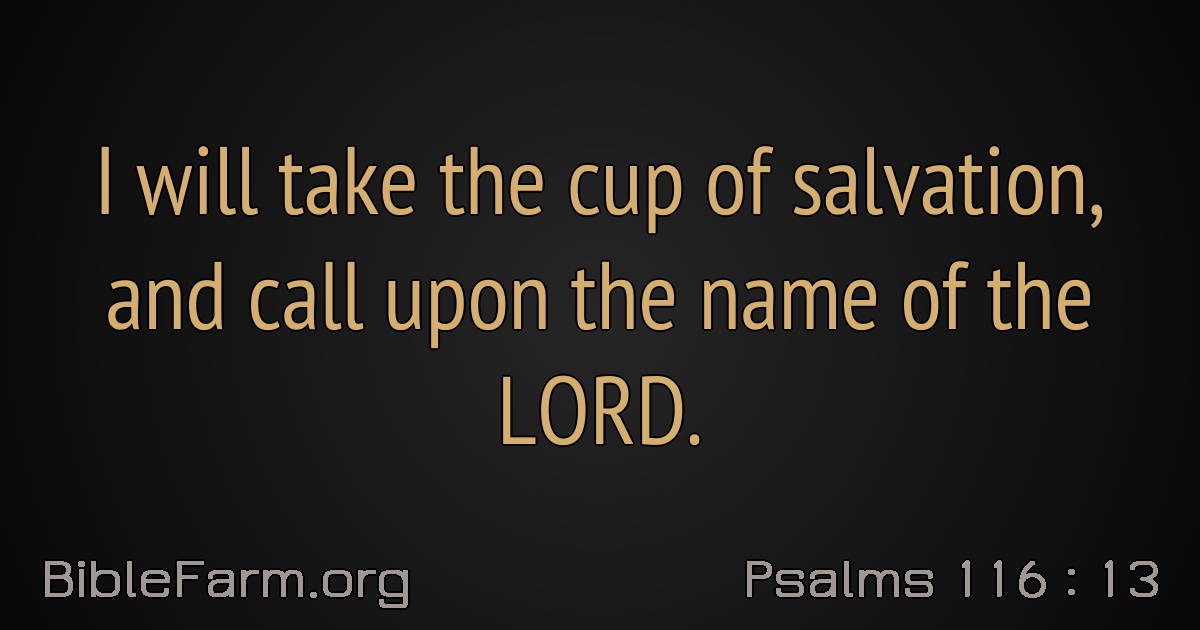 I will take the cup of salvation,
and call upon the name of the
LORD.
BibleFarm.org
Psalms 116 : 13